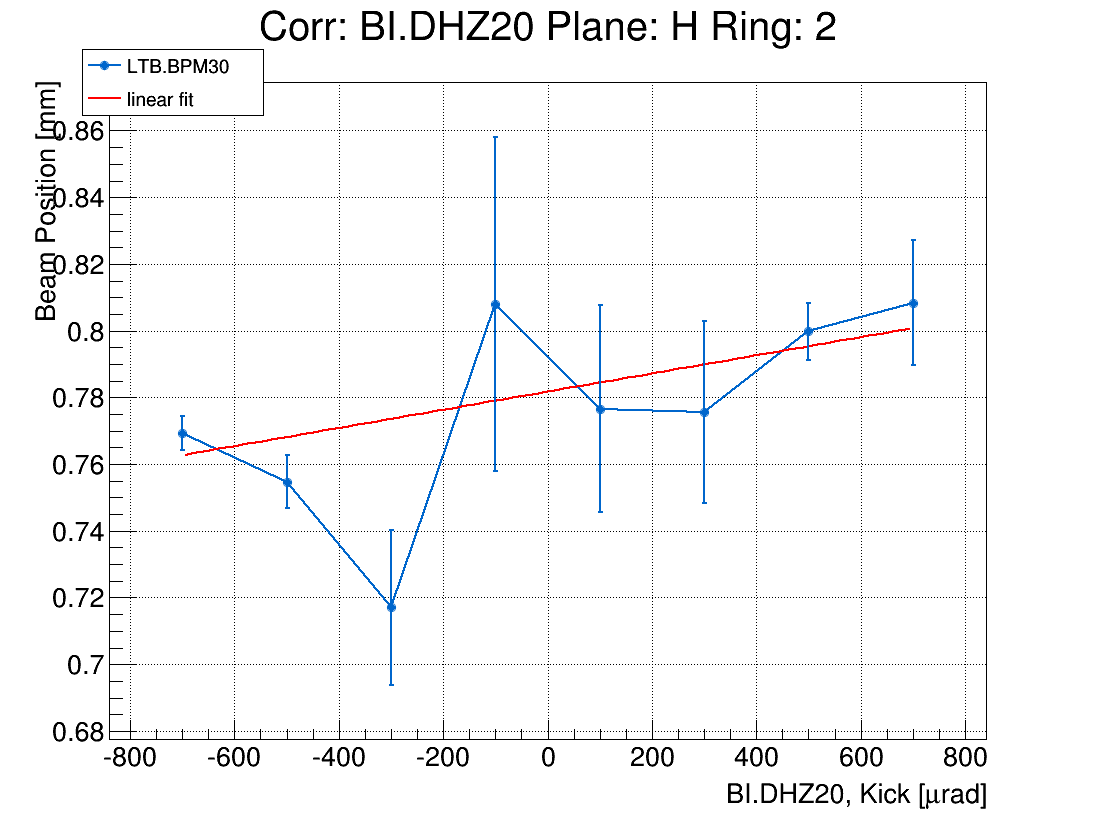 Corr: BI.DHZ20 Plane: H Ring: 2
LTB.BPM30
linear fit
Beam Position [mm]
0.86
0.84
0.82
0.8
0.78
0.76
0.74
0.72
0.7
0.68
-800 -600 -400 -200 0 200 400 600 800
BI.DHZ20, Kick [μrad]